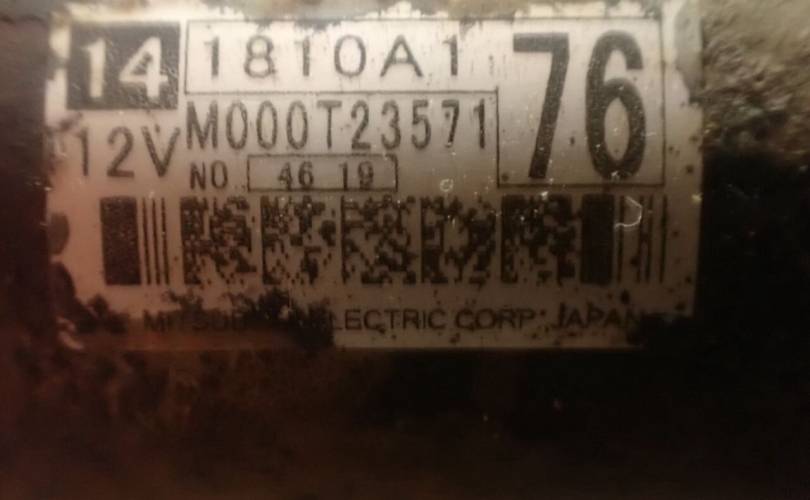 14 1810A1 76
12V M000T23571
NO 46 19
ELECTRIC CORP. JAPAN